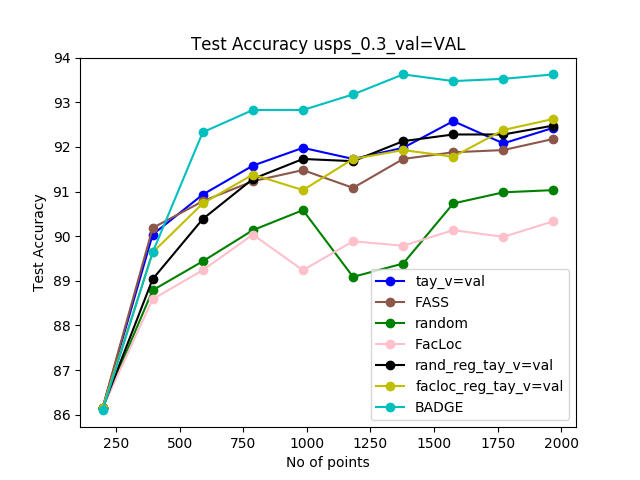 Test Accuracy usps_0.3_val=VAL
94
93
92
91
90
89
88
87
86
Test Accuracy
250
500
750
1000
1250
1500
1750
2000
No of points
tay_v=val
FASS
random
FacLoc
rand_reg_tay_v=val
facloc_reg_tay_v=val
BADGE